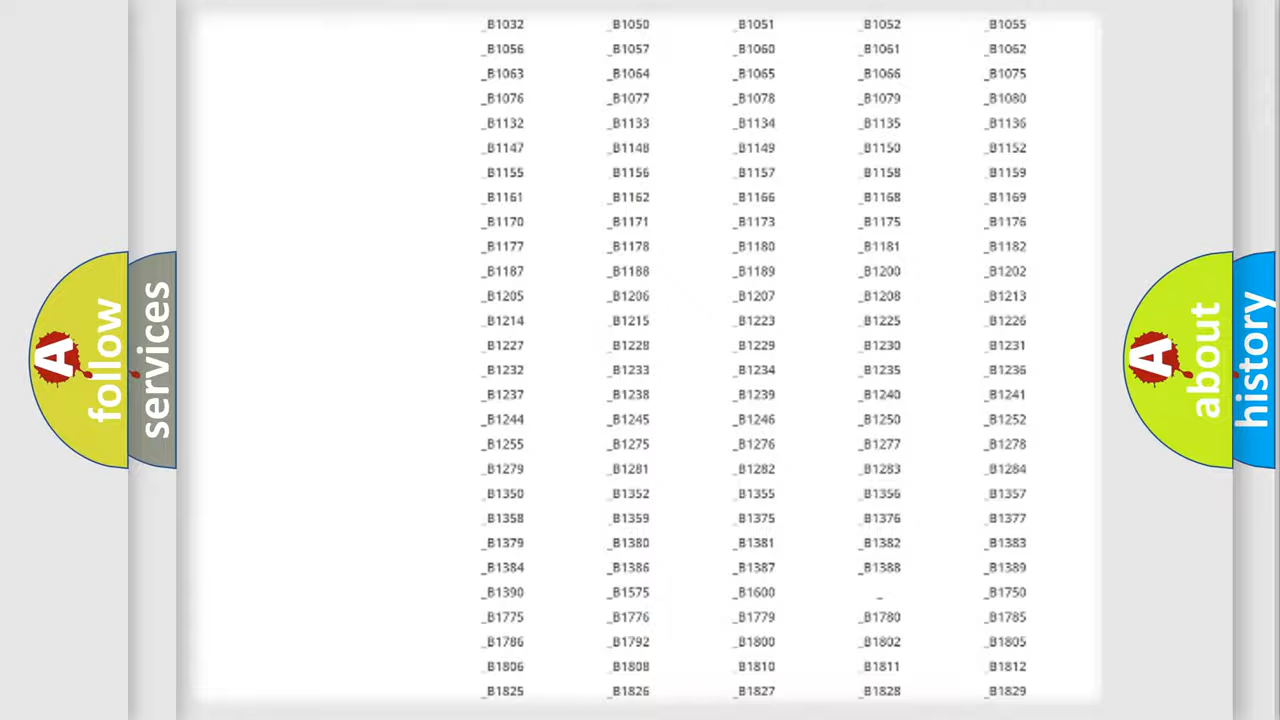 _B1032 _B1050 _B1051 _B1052 _B1055
_B1056 _B1057 _B1060 _B1061 _B1062
_B1063 _B1064 _B1065 _B1066 _B1075
_B1076 _B1077 _B1078 _B1079 _B1080
_B1132 _B1133 _B1134 _B1135 _B1136
_B1147 _B1148 _B1149 _B1150 _B1152
_B1155 _B1156 _B1157 _B1158 _B1159
_B1161 _B1162 _B1166 _B1168 _B1169
_B1170 _B1171 _B1173 _B1175 _B1176
_B1177 _B1178 _B1180 _B1181 _B1182
_B1187 _B1188 _B1189 _B1200 _B1202
_B1205 _B1206 _B1207 _B1208 _B1213
_B1214 _B1215 _B1223 _B1225 _B1226
_B1227 _B1228 _B1229 _B1230 _B1231
_B1232 _B1233 _B1234 _B1235 _B1236
_B1237 _B1238 _B1239 _B1240 _B1241
_B1244 _B1245 _B1246 _B1250 _B1252
_B1255 _B1275 _B1276 _B1277 _B1278
_B1279 _B1281 _B1282 _B1283 _B1284
_B1350 _B1352 _B1355 _B1356 _B1357
_B1358 _B1359 _B1375 _B1376 _B1377
_B1379 _B1380 _B1381 _B1382 _B1383
_B1384 _B1386 _B1387 _B1388 _B1389
_B1390 _B1575 _B1600 _ _B1750
_B1775 _B1776 _B1779 _B1780 _B1785
_B1786 _B1792 _B1800 _B1802 _B1805
_B1806 _B1808 _B1810 _B1811 _B1812
_B1825 _B1826 _B1827 _B1828 _B1829
A follow
services
A about
history